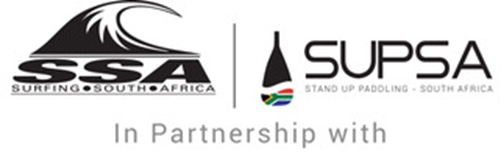 SSA
SURFING•SOUTH•AFRICA
SUPSA
STAND UP PADDLING - SOUTH AFRICA
In Partnership with